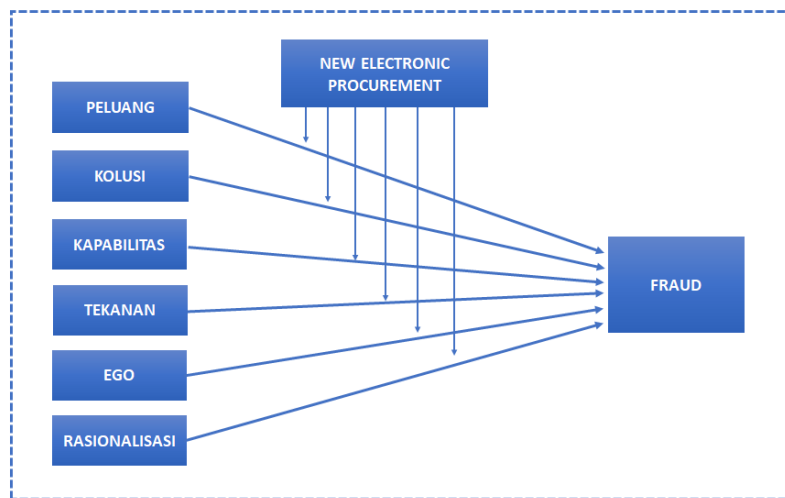 NEW ELECTRONIC
PROCUREMENT
PELUANG
KOLUSI
KAPABILITAS
TEKANAN
EGO
RASIONALISASI
FRAUD